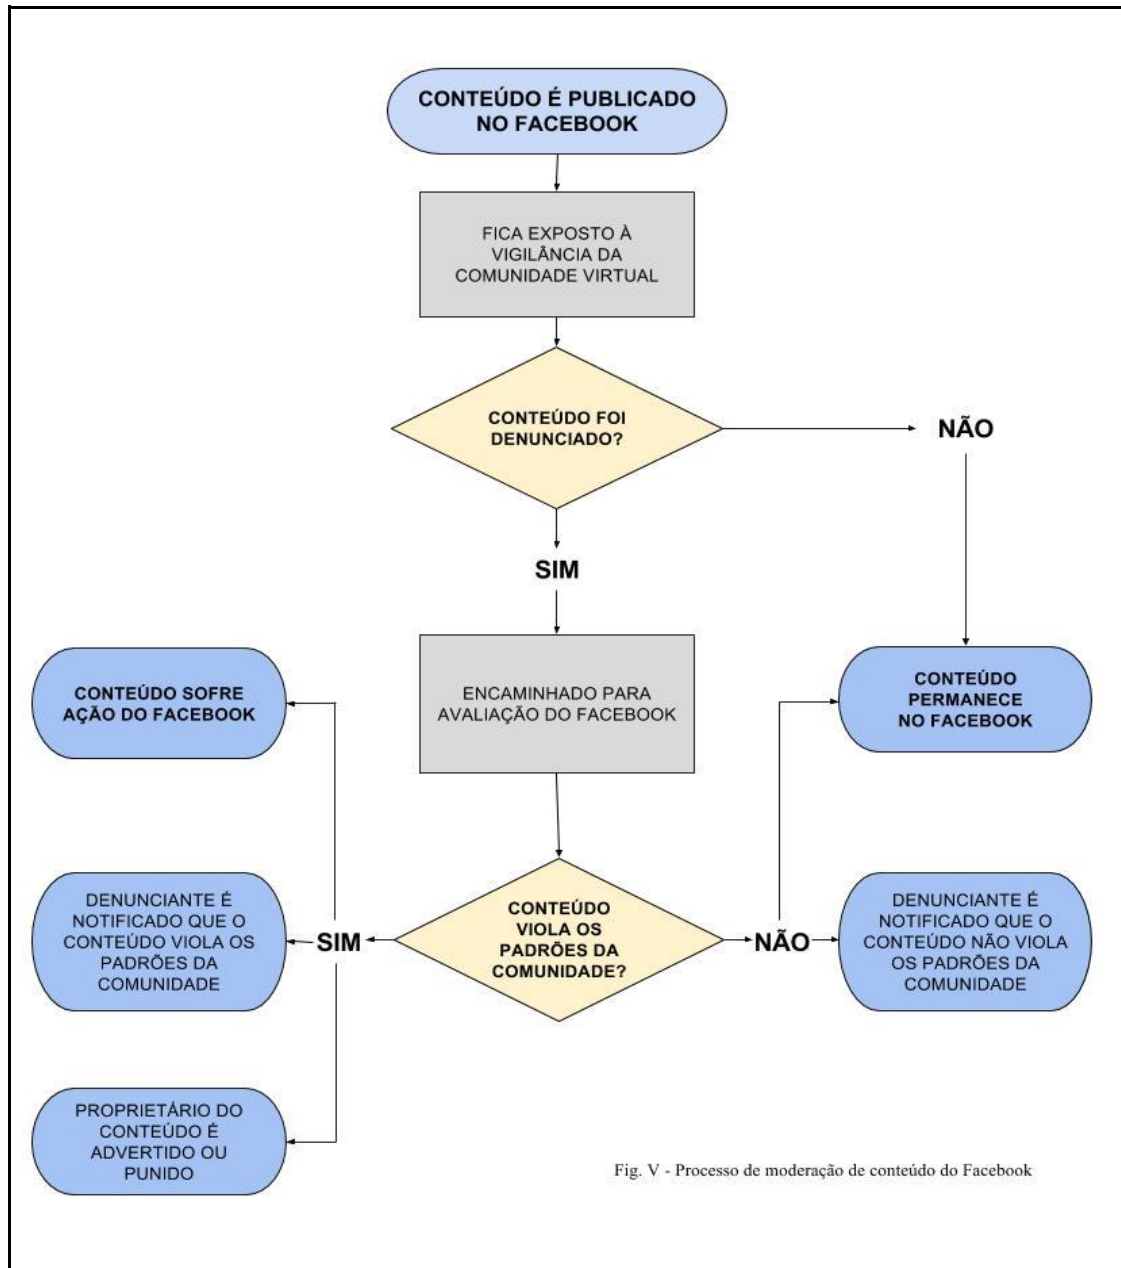 CONTEÚDO É PUBLICADO
NO FACEBOOK
FICA EXPOSTO À
VIGILÂNCIA DA
COMUNIDADE VIRTUAL
CONTEÚDO FOI
DENUNCIADO?
NÃO
SIM
CONTEÚDO SOFRE
AÇÃO DO FACEBOOK
ENCAMINHADO PARA
AVALIAÇÃO DO FACEBOOK
CONTEÚDO
PERMANECE
NO FACEBOOK
DENUNCIANTE É
NOTIFICADO QUE O
CONTEÚDO VIOLA OS
PADRÕES DA
COMUNIDADE
SIM
CONTEÚDO
VIOLA OS
PADRÕES DA
COMUNIDADE?
NÃO
DENUNCIANTE É
NOTIFICADO QUE O
CONTEÚDO NÃO VIOLA
OS PADRÕES DA
COMUNIDADE
PROPRIETÁRIO DO
CONTEÚDO É
ADVERTIDO OU
PUNIDO
Fig. V - Processo de moderação de conteúdo do Facebook